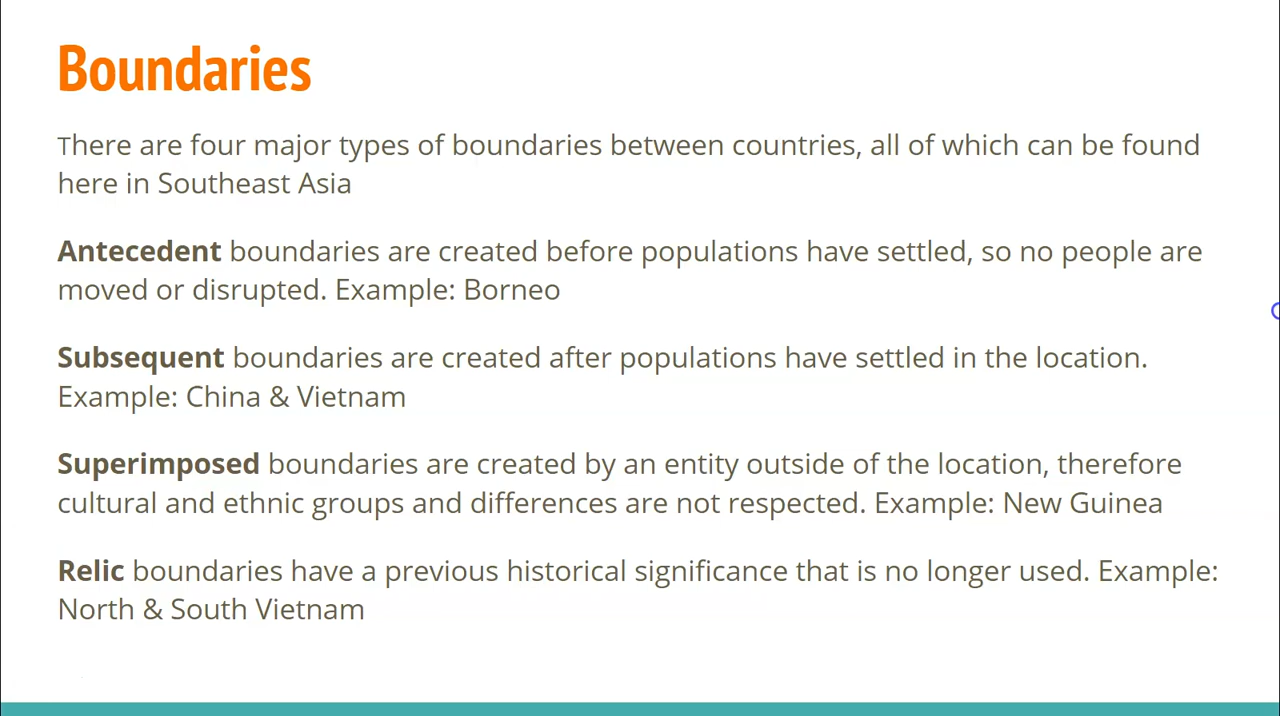 Boundaries
There are four major types of boundaries between countries, all of which can be found
here in Southeast Asia
Antecedent boundaries are created before populations have settled, so no people are
moved or disrupted. Example: Borneo
Subsequent boundaries are created after populations have settled in the location.
Example: China & Vietnam
Superimposed boundaries are created by an entity outside of the location, therefore
cultural and ethnic groups and differences are not respected. Example: New Guinea
Relic boundaries have a previous historical significance that is no longer used. Example:
North & South Vietnam